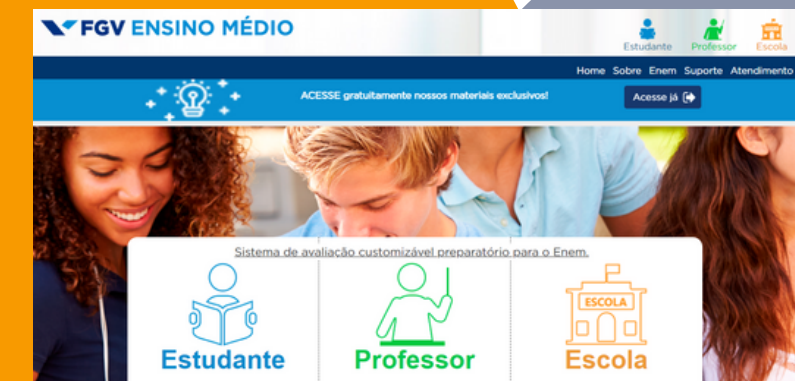 FGV ENSINO MÉDIO
Estudante Professor Escola
Home Sobre Enem Suporte Atendimento
ACESSE gratuitamente nossos materiais exclusivos! Acesse já
Sistema de avaliação customizável preparatório para o Enem.
ESCOLA
Estudante Professor Escola